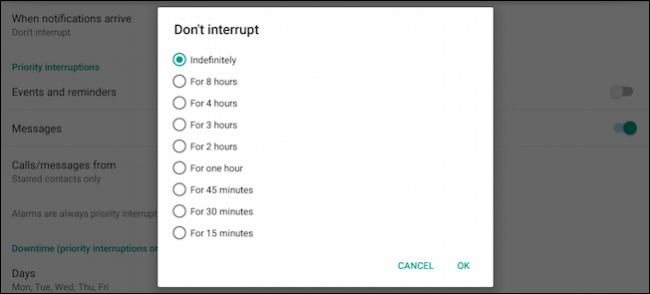 When notifications arrive
Don't interrupt
Priority interruptions
Events and reminders
Messages
Calls/messages from
Starred contacts only
Alarms are always priority interrupt
Downtime (priority interruptions
Days
Mon, Tue, Wed, Thu, Fri
Don't interrupt
Indefinitely
For 8 hours
For 4 hours
For 3 hours
For 2 hours
For one hour
For 45 minutes
For 30 minutes
For 15 minutes
CANCEL
OK